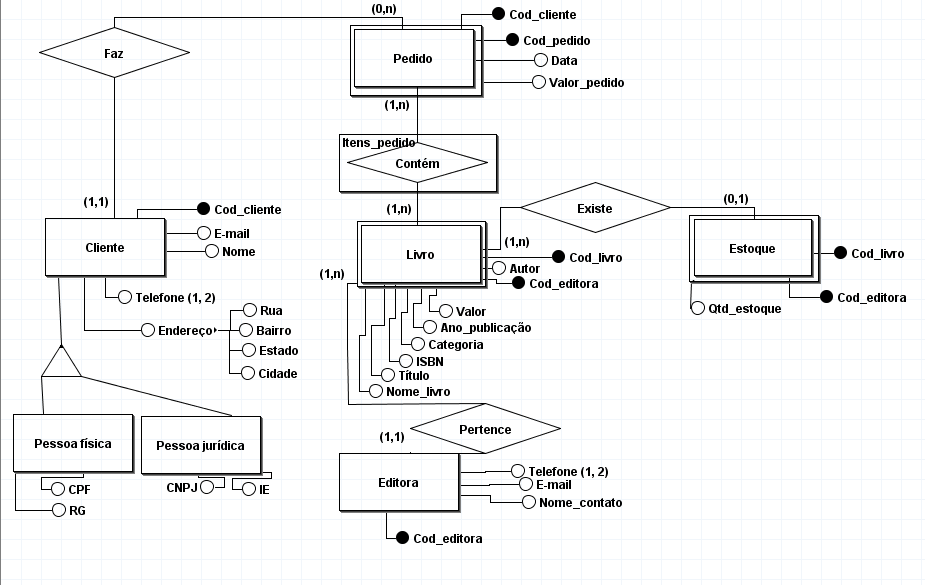 (0,n)
Cod_cliente
Faz
Pedido
Cod_pedido
Data
Valor_pedido
(1,n)
Itens_pedido
Contém
(1,1)
(1,n)
Cod_cliente
Cliente
E-mail
Nome
Telefone (1, 2)
Endereço
Rua
Bairro
Estado
Cidade
Existe
(0,1)
(1,n)
Livro
Cod_livro
Autor
Cod_editora
(1,n)
Valor
Ano_publicação
Categoria
ISBN
Título
Nome_livro
Estoque
Cod_livro
Cod_editora
Qtd_estoque
Pessoa física
Pessoa jurídica
CPF
RG
CNPJ
IE
Pertence
(1,1)
Editora
Telefone (1, 2)
E-mail
Nome_contato
Cod_editora